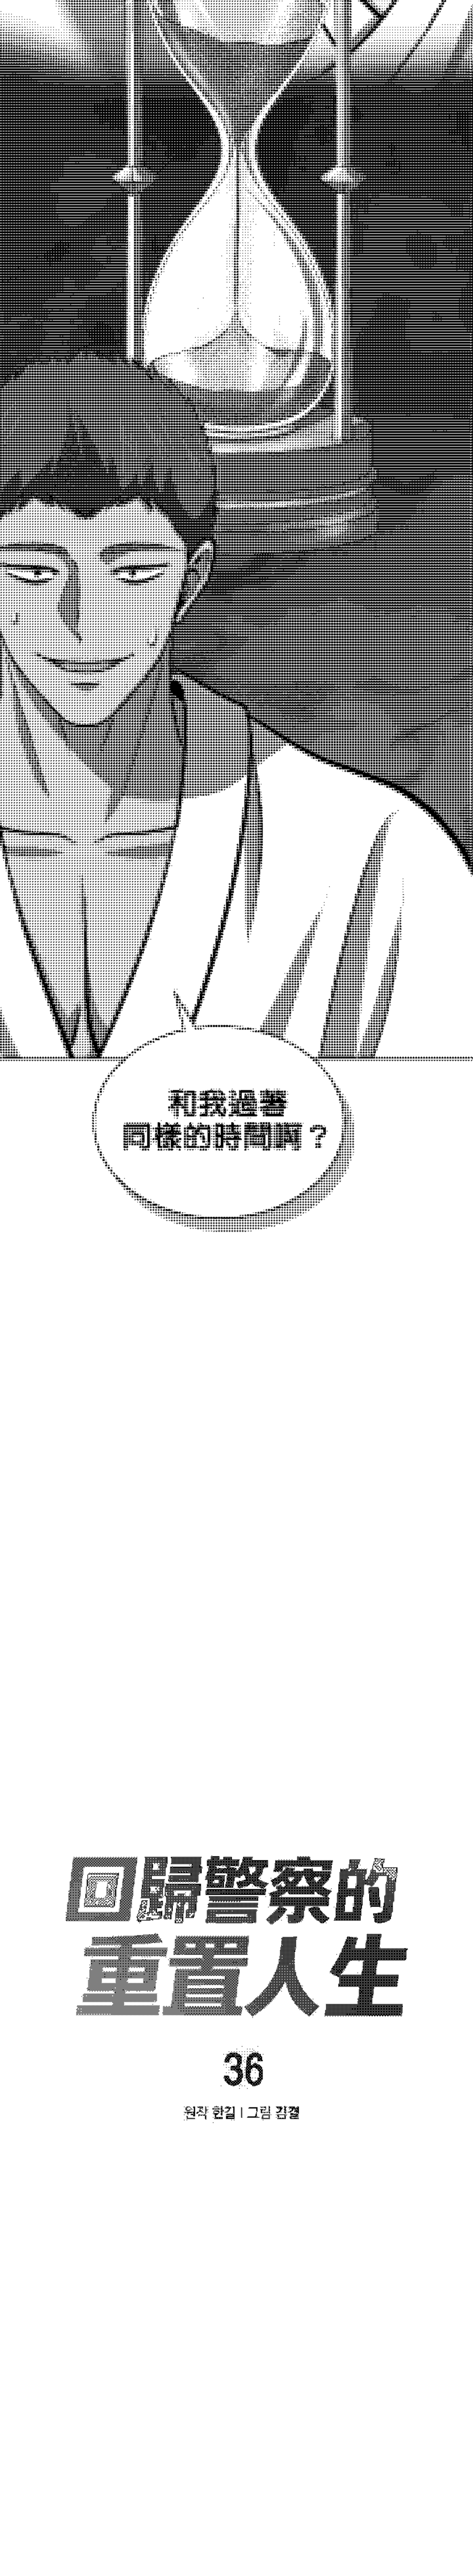 和我過著
同樣的時間啊？
回歸警察的
重置人生
36
원작 한길 | 그림 김결